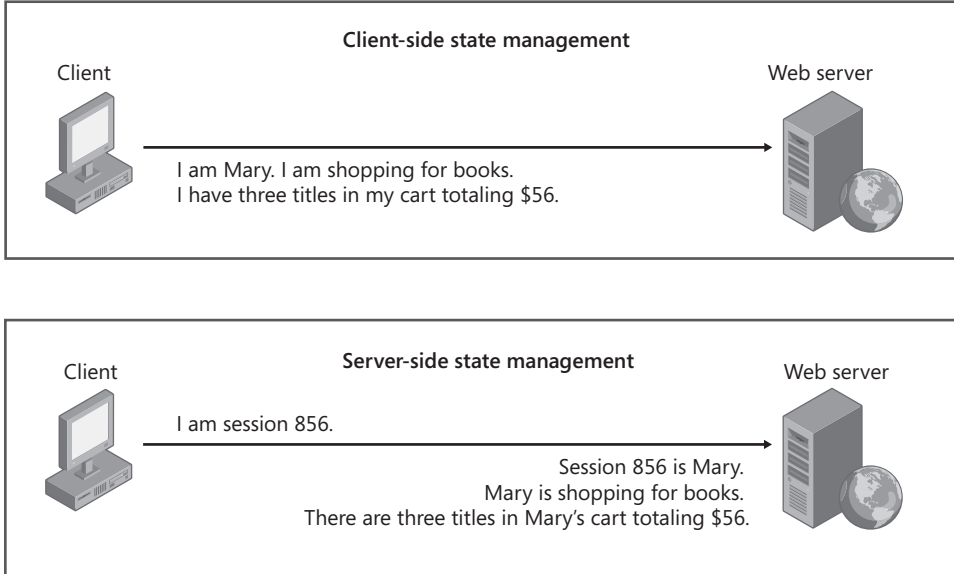 Client-side state management
Client
Web server
I am Mary. I am shopping for books.
I have three titles in my cart totaling $56.
Server-side state management
Client
Web server
I am session 856.
Session 856 is Mary.
Mary is shopping for books.
There are three titles in Mary’s cart totaling $56.